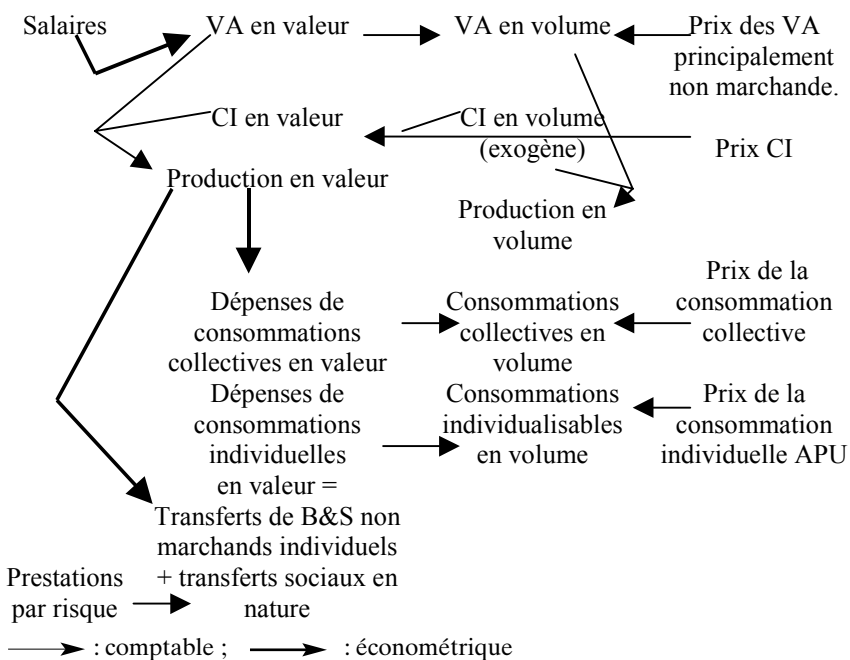 Salaires
VA en valeur
VA en volume
Prix des VA
principalement
non marchande.
CI en valeur
CI en volume
(exogène)
Prix CI
Production en valeur
Production en
volume
Dépenses de
consommations
collectives en valeur
Consommations
collectives en
volume
Prix de la
consommation
collective
Dépenses de
consommations
individuelles
en valeur =
Transferts de B&S non
marchands individuels
+ transferts sociaux en
nature
Consommations
individualisables
en volume
Prix de la
consommation
individuelle APU
Prestations
par risque
: comptable ; : économétrique